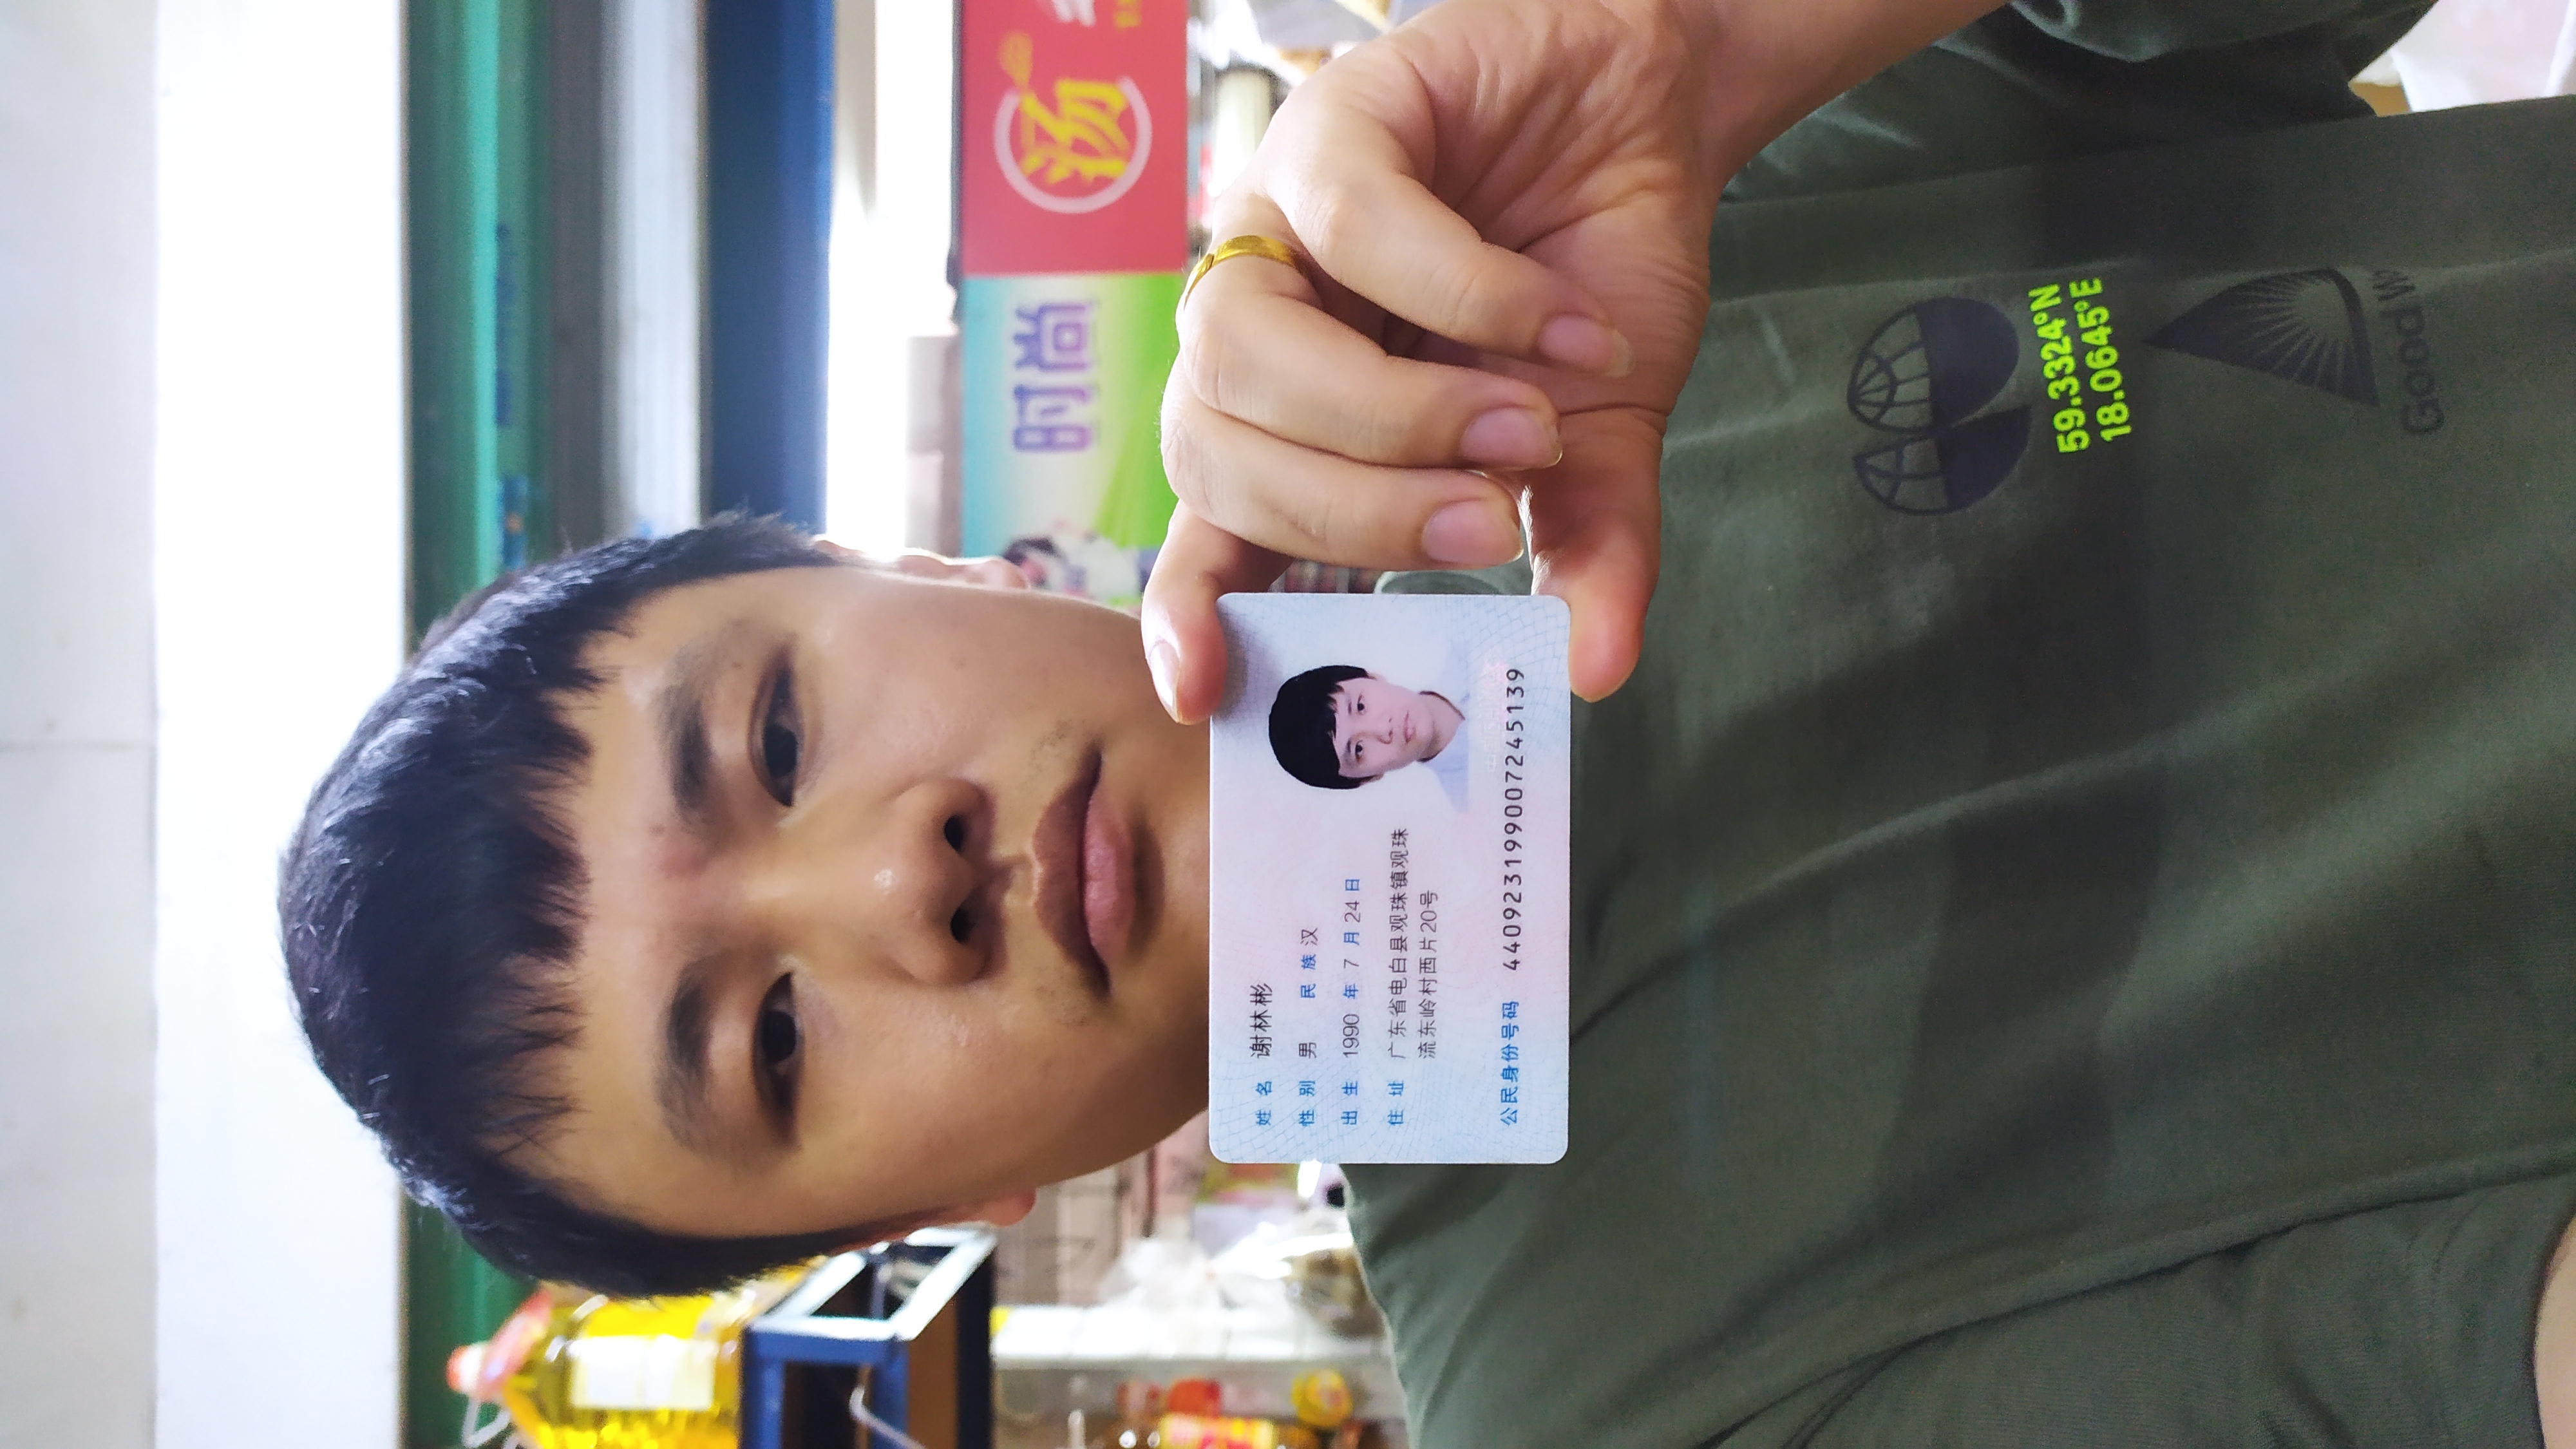 时尚
汤
姓名 谢林彬
性别 男 民族 汉
出生 1990 年 7 月 24 日
住址 广东省电白县观珠镇观珠
流东岭村西片20号
公民身份号码 440923199007245139
59.3324°N
18.0645°E
Good